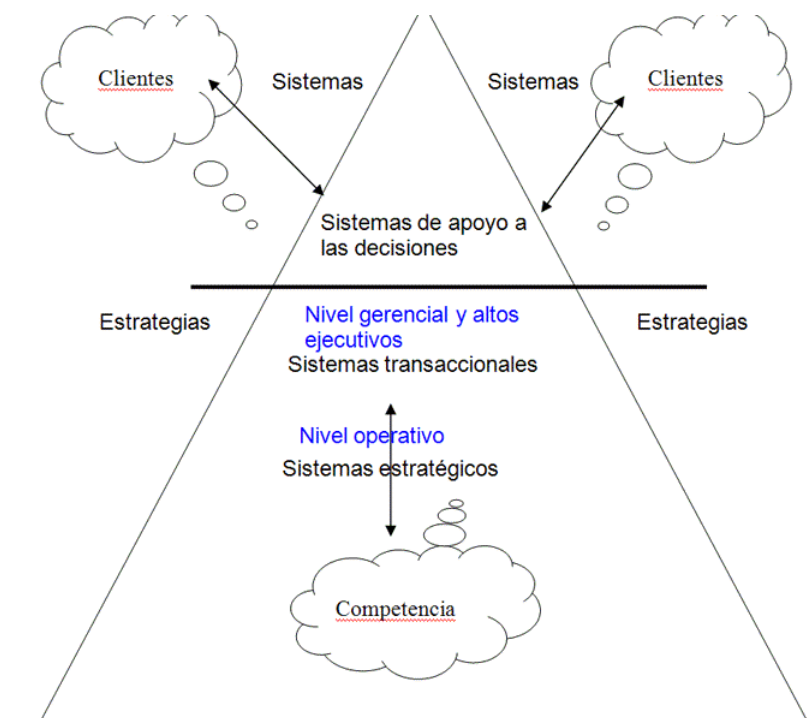 Clientes
Sistemas
Sistemas
Clientes
Sistemas de apoyo a
las decisiones
Estrategias
Nivel gerencial y altos
ejecutivos
Estrategias
Sistemas transaccionales
Nivel operativo
Sistemas estratégicos
Competencia